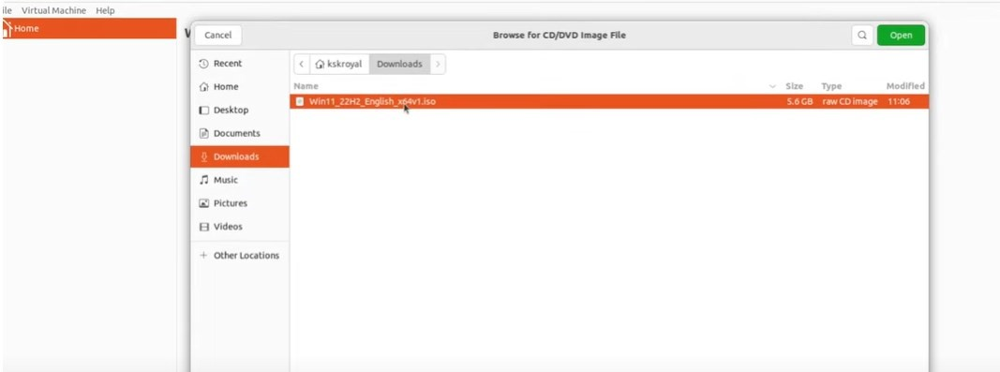 ile Virtual Machine Help
Home
W
Cancel Browse for CD/DVD Image File Open
Recent
Home
Desktop
Documents
Downloads
Music
Pictures
Videos
Other Locations
kskroyal Downloads
Name Size Type Modified
Win11_22H2_English_x64v1.iso 5.6 GB raw CD image 11:06